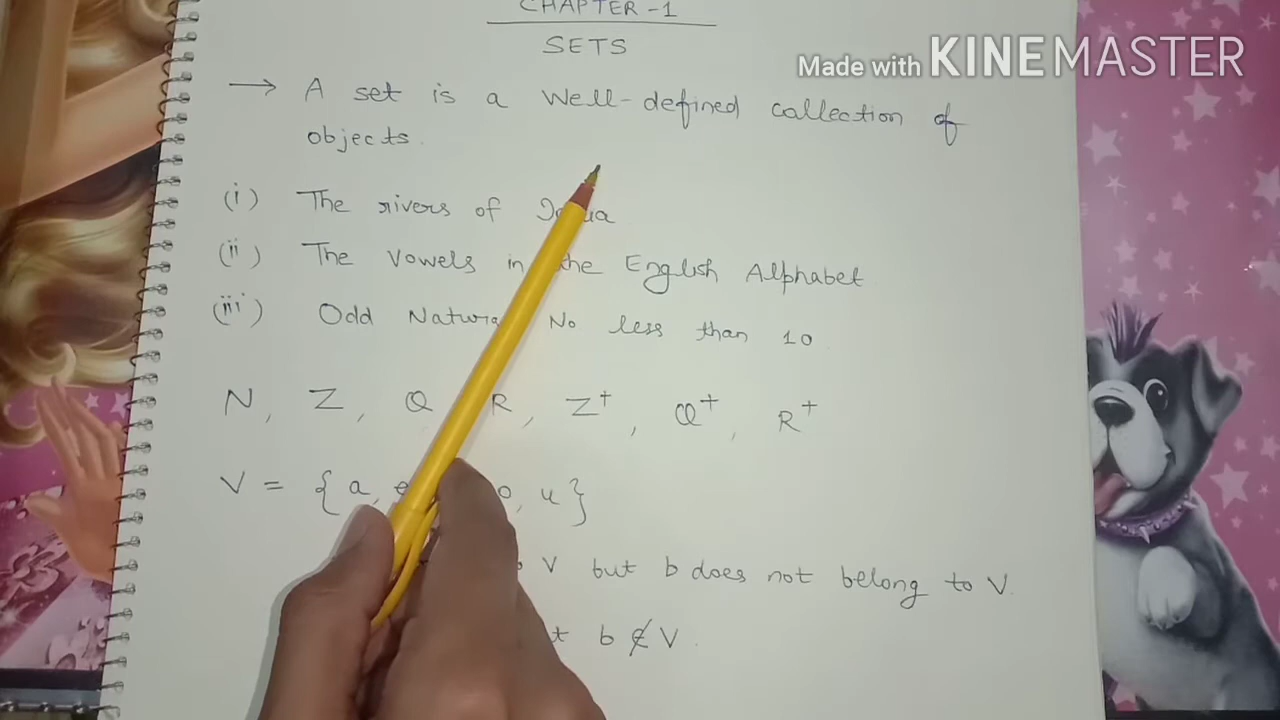 CHAPTER -1
SETS
Made with KINEMASTER
→ A set is a well-defined collection of
objects.
(i) The rivers of
(ii) The Vowels in the English Alphabet
(iii) Odd No less than 10
N, Z, Q R, Z⁺, Q⁺, R⁺
V = { a, e o, u }
V but b does not belong to V.
b ∉ V.